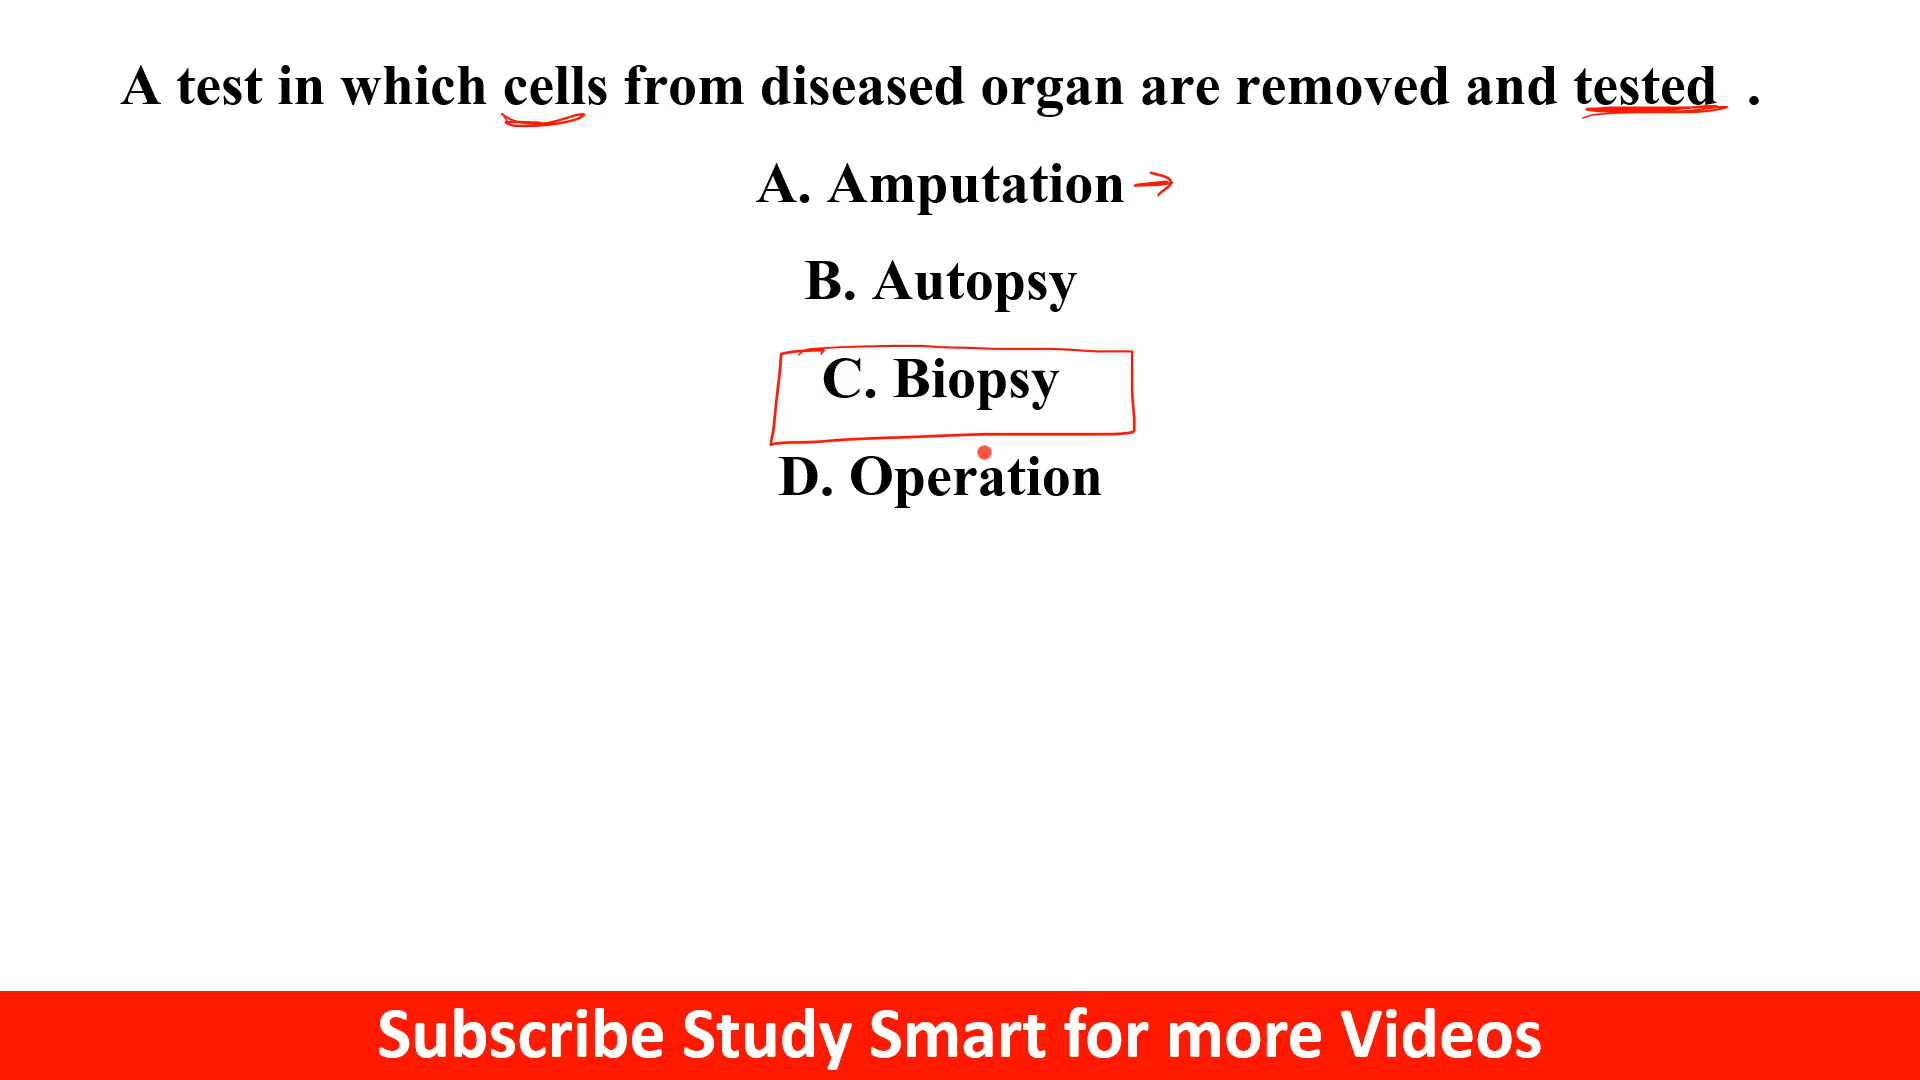 A test in which cells from diseased organ are removed and tested .
A. Amputation
B. Autopsy
C. Biopsy
D. Operation
Subscribe Study Smart for more Videos